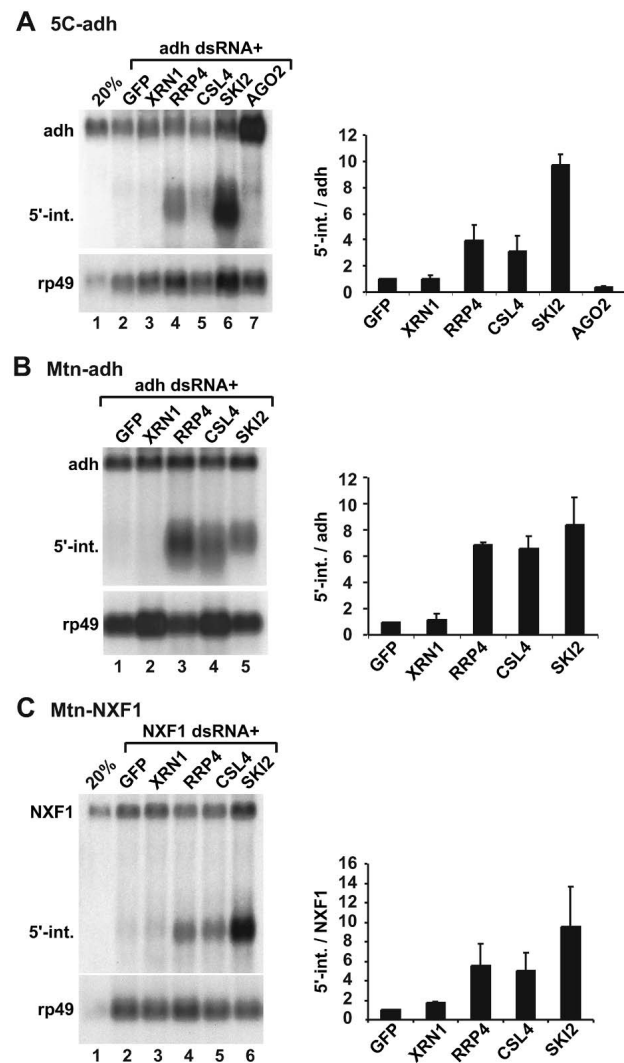 A 5C-adh
adh dsRNA+
20% GFP XRN1 RRP4 CSL4 SKI2 AGO2
adh
5'-int.
rp49
1 2 3 4 5 6 7
5'-int. / adh
12
10
8
6
4
2
0
GFP XRN1 RRP4 CSL4 SKI2 AGO2
B Mtn-adh
adh dsRNA+
GFP XRN1 RRP4 CSL4 SKI2
adh
5'-int.
rp49
1 2 3 4 5
5'-int. / adh
12
10
8
6
4
2
0
GFP XRN1 RRP4 CSL4 SKI2
C Mtn-NXF1
NXF1 dsRNA+
20% GFP XRN1 RRP4 CSL4 SKI2
NXF1
5'-int.
rp49
1 2 3 4 5 6
5'-int. / NXF1
16
14
12
10
8
6
4
2
0
GFP XRN1 RRP4 CSL4 SKI2